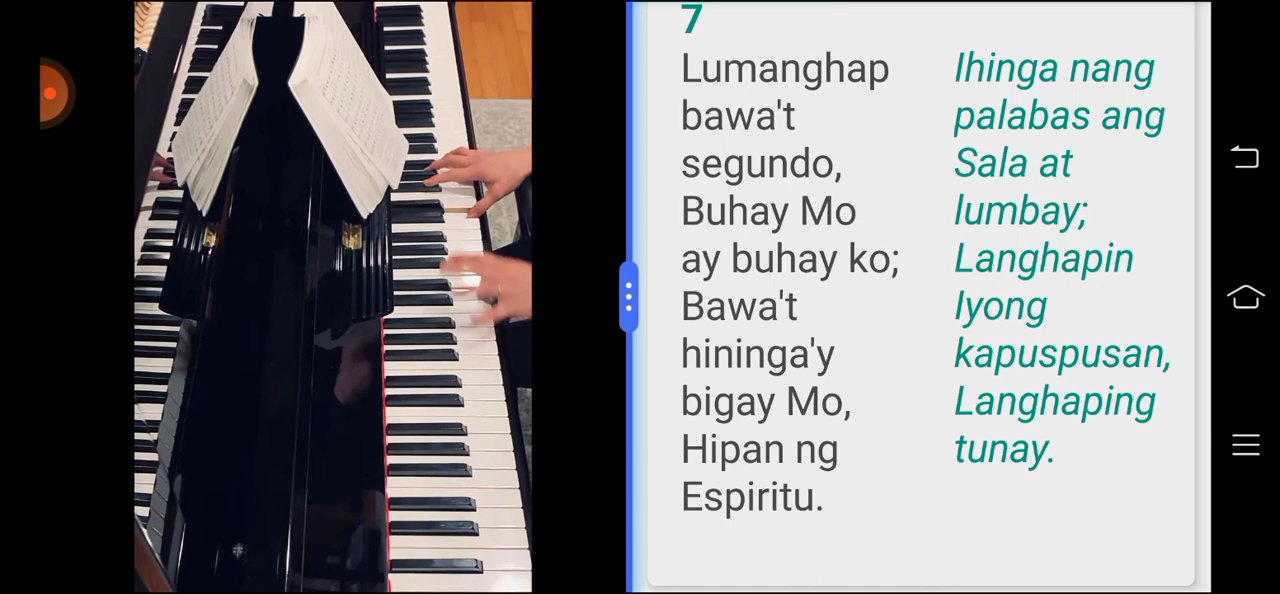 7
Lumanghap
bawa't
segundo,
Buhay Mo
ay buhay ko;
Bawa't
hininga'y
bigay Mo,
Hipan ng
Espiritu.
Ihinga nang
palabas ang
Sala at
lumbay;
Langhapin
Iyong
kapuspusan,
Langhaping
tunay.